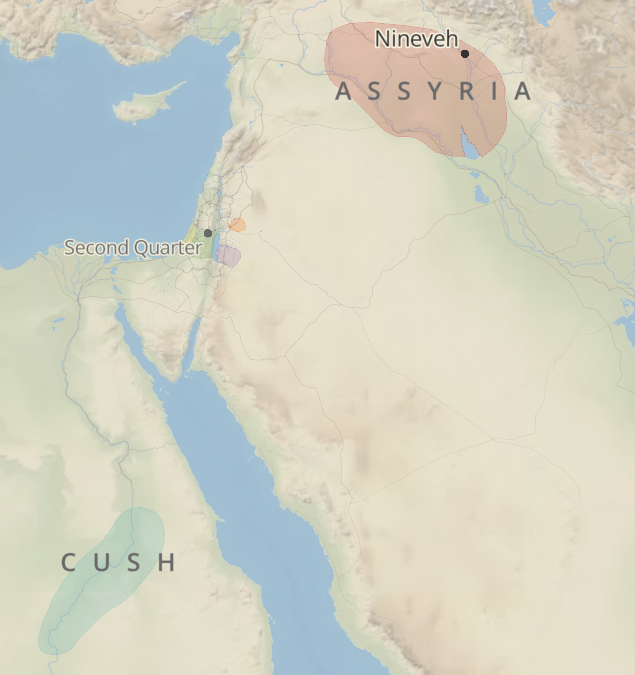 Nineveh
ASSYRIA
Second Quarter
CUSH